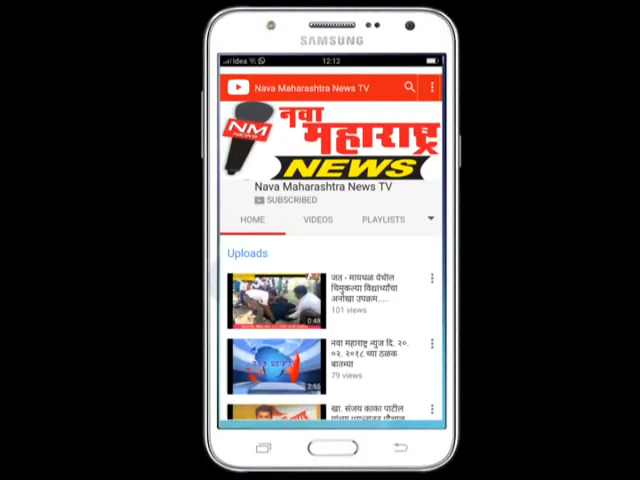 SAMSUNG
Idea 12:12
Nava Maharashtra News TV
नवा
महाराष्ट्र
NM
NEWS
NEWS
Nava Maharashtra News TV
SUBSCRIBED
HOME VIDEOS PLAYLISTS
Uploads
जत - मायथळ येथील
चिमुकल्या विद्यार्थ्यांचा
अनोखा उपक्रम.....
101 views
0:48
नवा महाराष्ट्र न्युज दि. २०.
०२. २०१८ च्या ठळक
बातम्या
79 views
2:55
खा. संजय काका पाटील